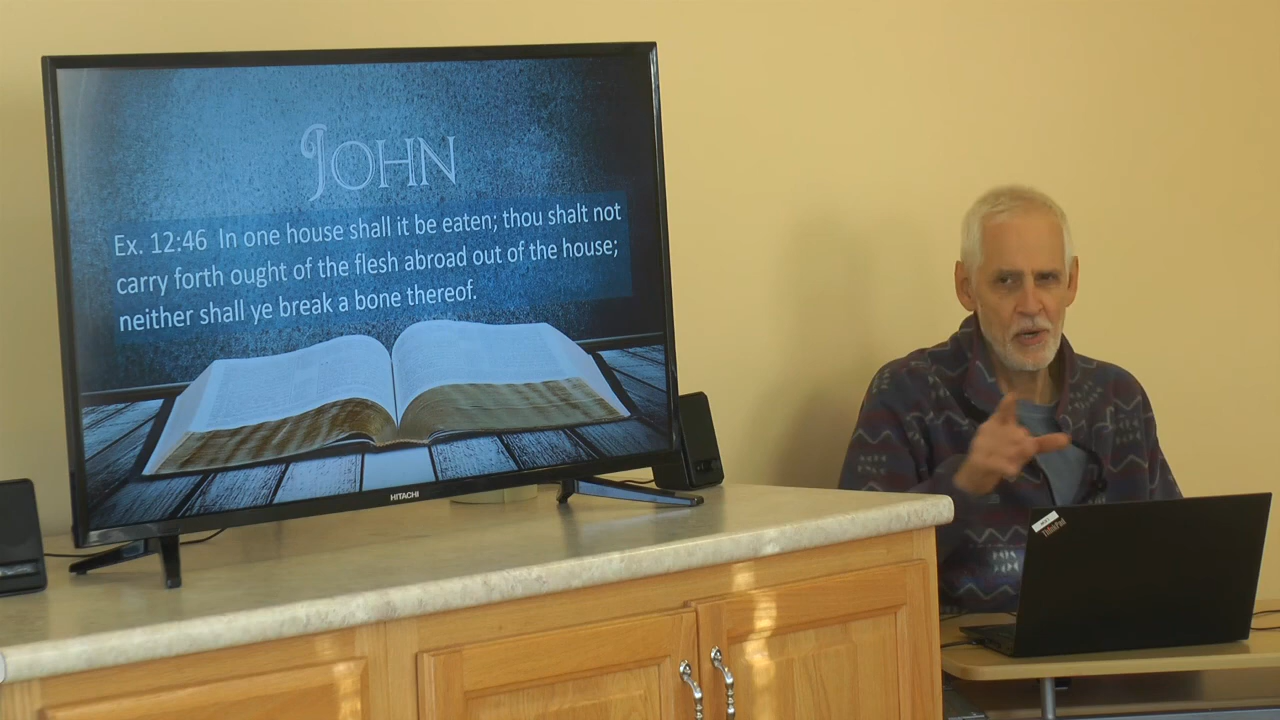 JOHN
Ex. 12:46 In one house shall it be eaten; thou shalt not
carry forth ought of the flesh abroad out of the house;
neither shall ye break a bone thereof.
HITACHI
ThinkPad